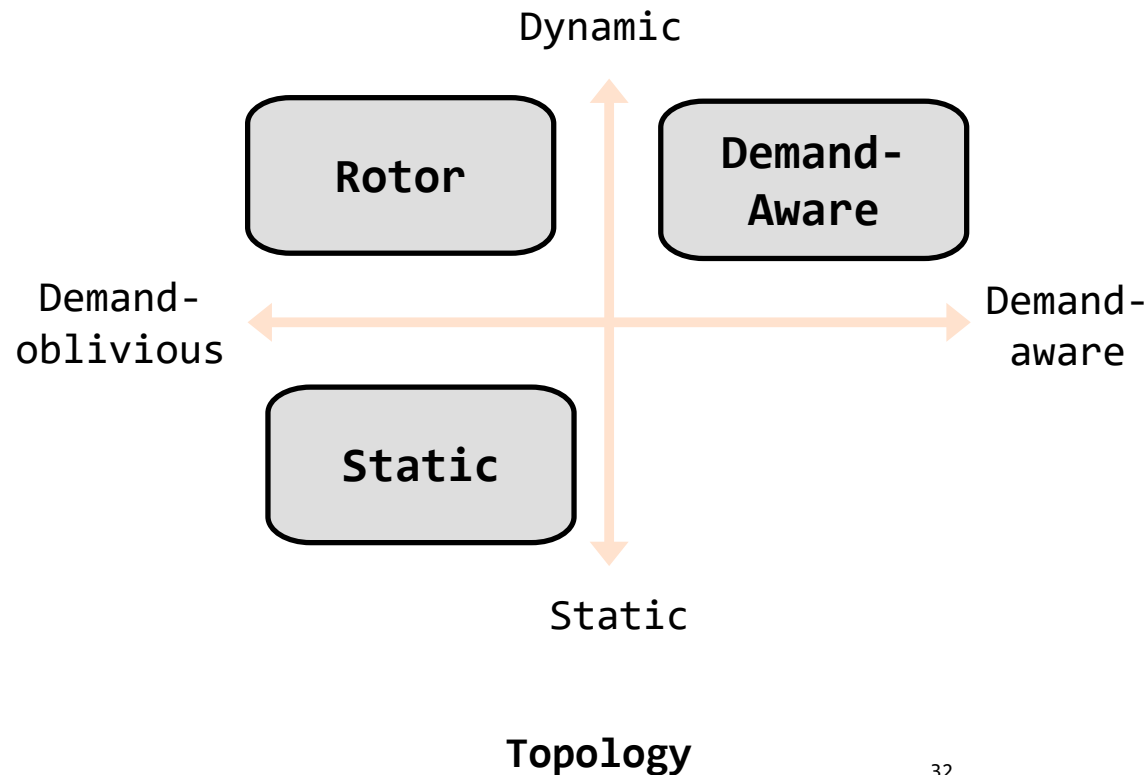 Dynamic
Rotor
Demand-
Aware
Demand-
oblivious
Demand-
aware
Static
Static
Topology
32